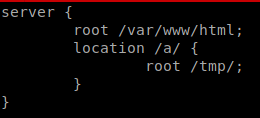 server {
        root /var/www/html;
        location /a/ {
                root /tmp/;
        }
}